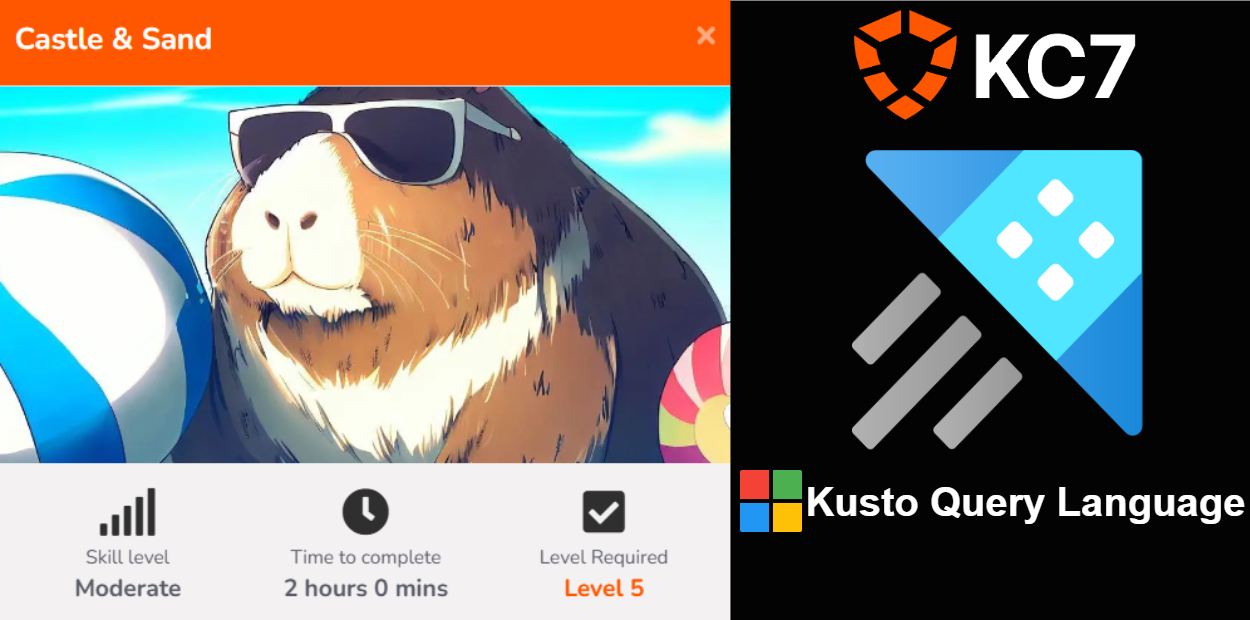 Castle & Sand
×
KC7
Kusto Query Language
Skill level
Moderate
Time to complete
2 hours 0 mins
Level Required
Level 5